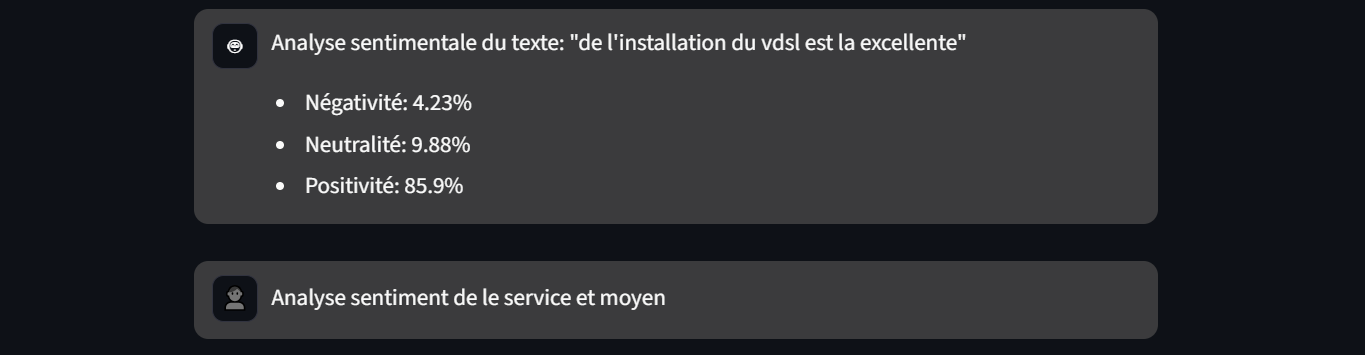 Analyse sentimentale du texte: "de l'installation du vdsl est la excellente"
Négativité: 4.23%
Neutralité: 9.88%
Positivité: 85.9%
Analyse sentiment de le service et moyen